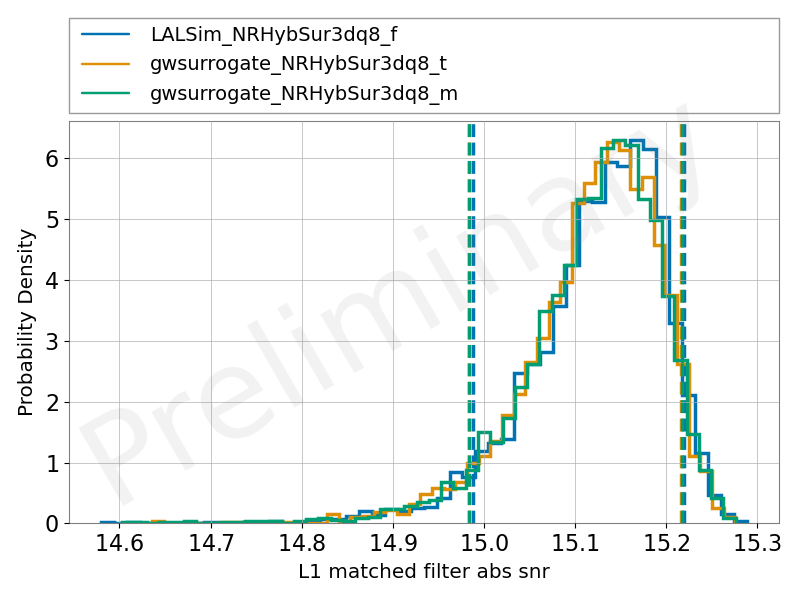 LALSim_NRHybSur3dq8_f
gwsurrogate_NRHybSur3dq8_t
gwsurrogate_NRHybSur3dq8_m
Preliminary
Probability Density
6
5
4
3
2
1
0
14.6 14.7 14.8 14.9 15.0 15.1 15.2 15.3
L1 matched filter abs snr